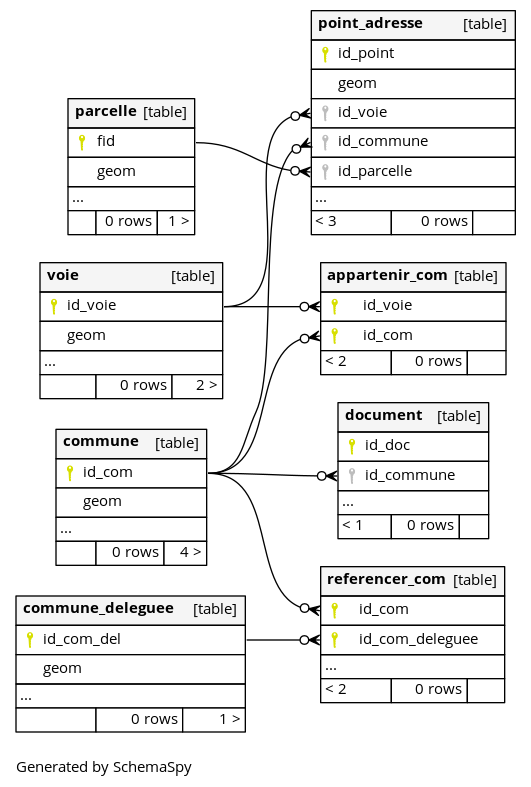 point_adresse [table]
id_point
geom
id_voie
id_commune
id_parcelle
...
< 3 0 rows
parcelle [table]
fid
geom
...
0 rows 1 >
voie [table]
id_voie
geom
...
0 rows 2 >
appartenir_com [table]
id_voie
id_com
< 2 0 rows
document [table]
id_doc
id_commune
...
< 1 0 rows
commune [table]
id_com
geom
...
0 rows 4 >
referencer_com [table]
id_com
id_com_deleguee
...
< 2 0 rows
commune_deleguee [table]
id_com_del
geom
...
0 rows 1 >
Generated by SchemaSpy